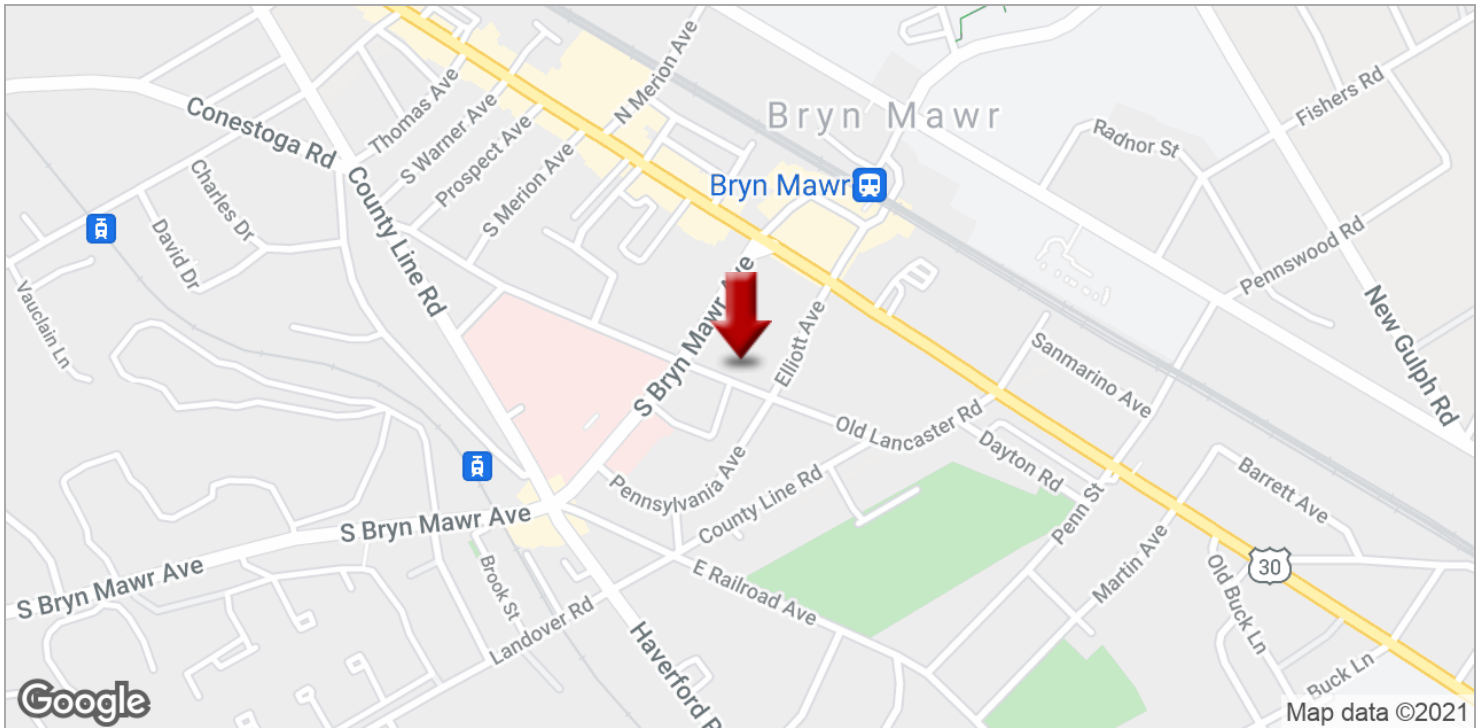 N Merion Ave
Bryn Mawr
Fishers Rd
Radnor St
Conestoga Rd
Thomas Ave
S Warner Ave
Prospect Ave
S Merion Ave
Bryn Mawr
Charles Dr
David Dr
County Line Rd
Vauclain Ln
Pennswood Rd
New Gulph Rd
S Bryn Mawr Ave
Elliott Ave
Sanmarino Ave
Old Lancaster Rd
Dayton Rd
Pennsylvania Ave
County Line Rd
Penn St
Barrett Ave
Martin Ave
S Bryn Mawr Ave
S Bryn Mawr Ave
Brook St
E Railroad Ave
30
Old Buck Ln
Landover Rd
Haverford R
Buck Ln
Google
Map data ©2021